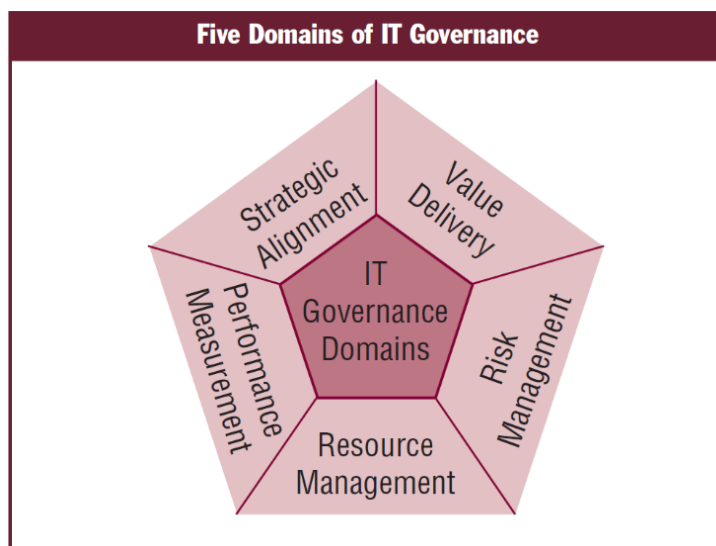 Five Domains of IT Governance
Strategic
Alignment
Value
Delivery
IT
Governance
Domains
Performance
Measurement
Risk
Management
Resource
Management